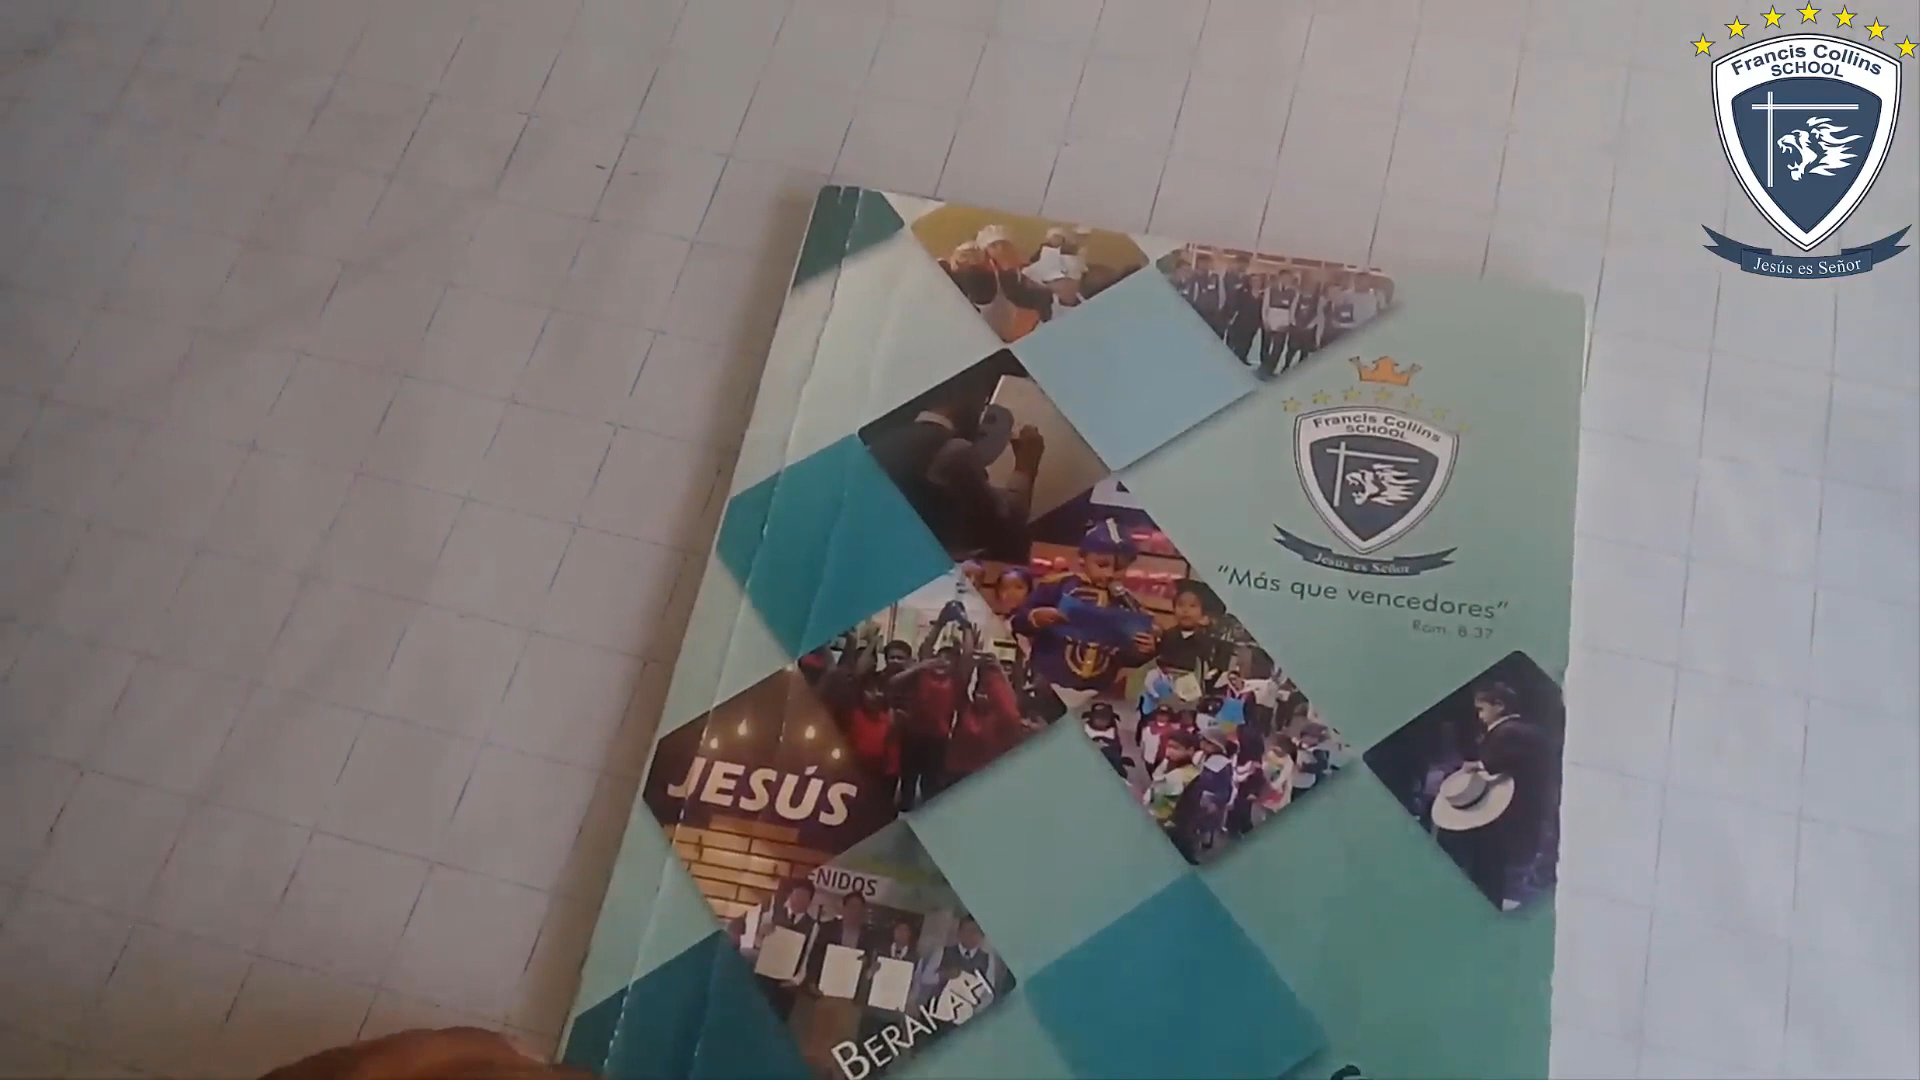 Francis Collins
SCHOOL
Jesús es Señor
Francis Collins
SCHOOL
Jesús es Señor
"Más que vencedores"
Rom. 8.37
JESÚS
ENIDOS
BERAKAH